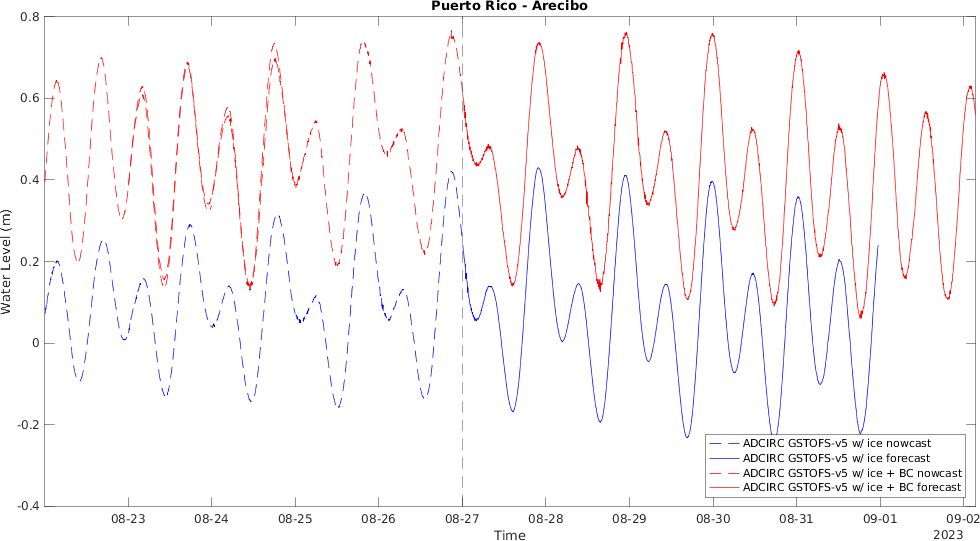 Puerto Rico - Arecibo
0.8
0.6
0.4
0.2
0
-0.2
-0.4
Water Level (m)
ADCIRC GSTOFS-v5 w/ ice nowcast
ADCIRC GSTOFS-v5 w/ ice forecast
ADCIRC GSTOFS-v5 w/ ice + BC nowcast
ADCIRC GSTOFS-v5 w/ ice + BC forecast
08-23 08-24 08-25 08-26 08-27 08-28 08-29 08-30 08-31 09-01 09-02
Time
2023